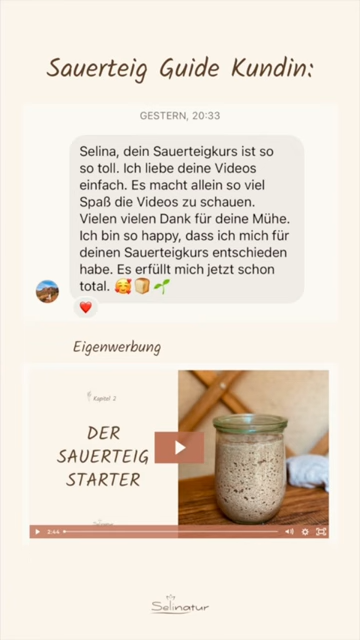 Sauerteig Guide Kundin:
GESTERN, 20:33
Selina, dein Sauerteigkurs ist so
so toll. Ich liebe deine Videos
einfach. Es macht allein so viel
Spaß die Videos zu schauen.
Vielen vielen Dank für deine Mühe.
Ich bin so happy, dass ich mich für
deinen Sauerteigkurs entschieden
habe. Es erfüllt mich jetzt schon
total. 🥰🍞🌱
❤️
Eigenwerbung
Kapitel 2
DER
SAUERTEIG
STARTER
2:44
Selinatur